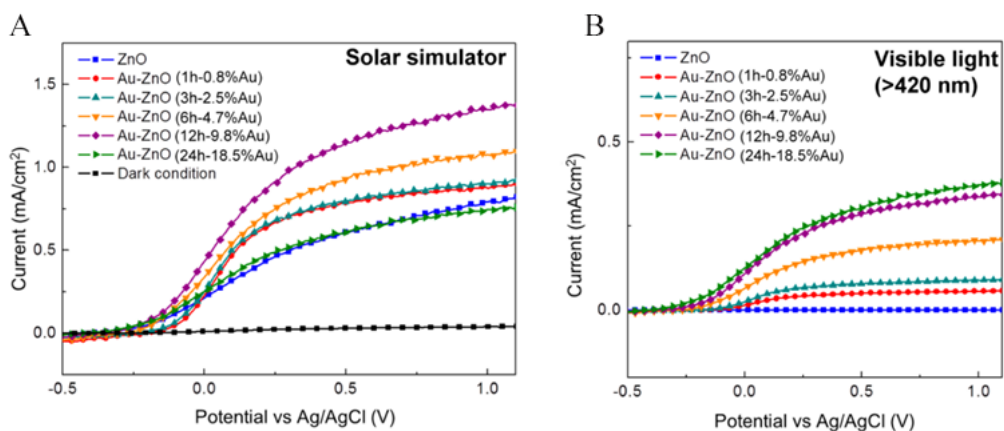 A
Solar simulator
ZnO
Au-ZnO (1h-0.8%Au)
Au-ZnO (3h-2.5%Au)
Au-ZnO (6h-4.7%Au)
Au-ZnO (12h-9.8%Au)
Au-ZnO (24h-18.5%Au)
Dark condition
Current (mA/cm²)
1.5
1.0
0.5
0.0
-0.5 0.0 0.5 1.0
Potential vs Ag/AgCl (V)
B
Visible light
(>420 nm)
ZnO
Au-ZnO (1h-0.8%Au)
Au-ZnO (3h-2.5%Au)
Au-ZnO (6h-4.7%Au)
Au-ZnO (12h-9.8%Au)
Au-ZnO (24h-18.5%Au)
Current (mA/cm²)
0.5
0.0
-0.5 0.0 0.5 1.0
Potential vs Ag/AgCl (V)